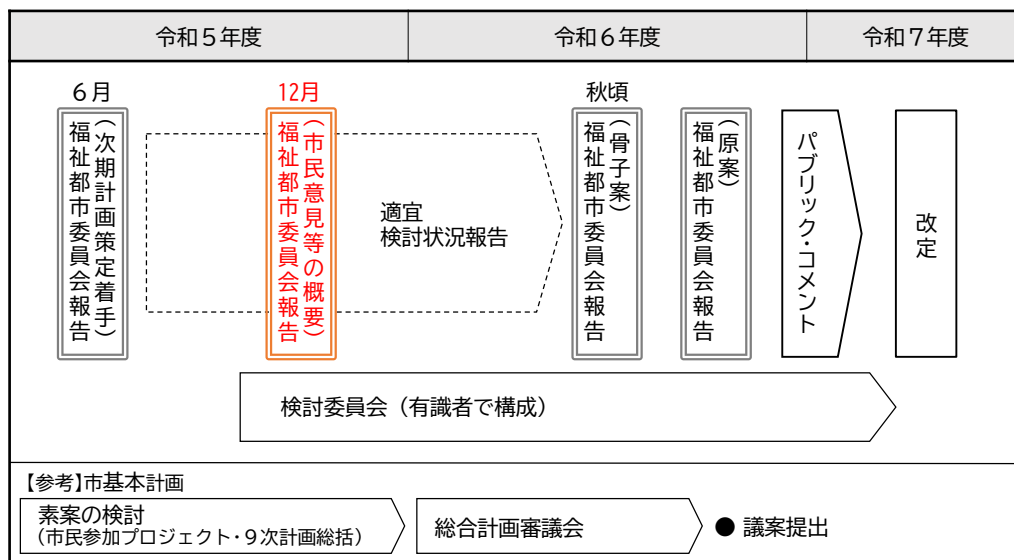 令和５年度
令和６年度
令和７年度
６月
福祉都市委員会報告
（次期計画策定着手）
12月
福祉都市委員会報告
（市民意見等の概要）
適宜
検討状況報告
秋頃
福祉都市委員会報告
（骨子案）
福祉都市委員会報告
（原案）
パブリック・コメント
改定
検討委員会（有識者で構成）
【参考】市基本計画
素案の検討
（市民参加プロジェクト・９次計画総括）
総合計画審議会
● 議案提出